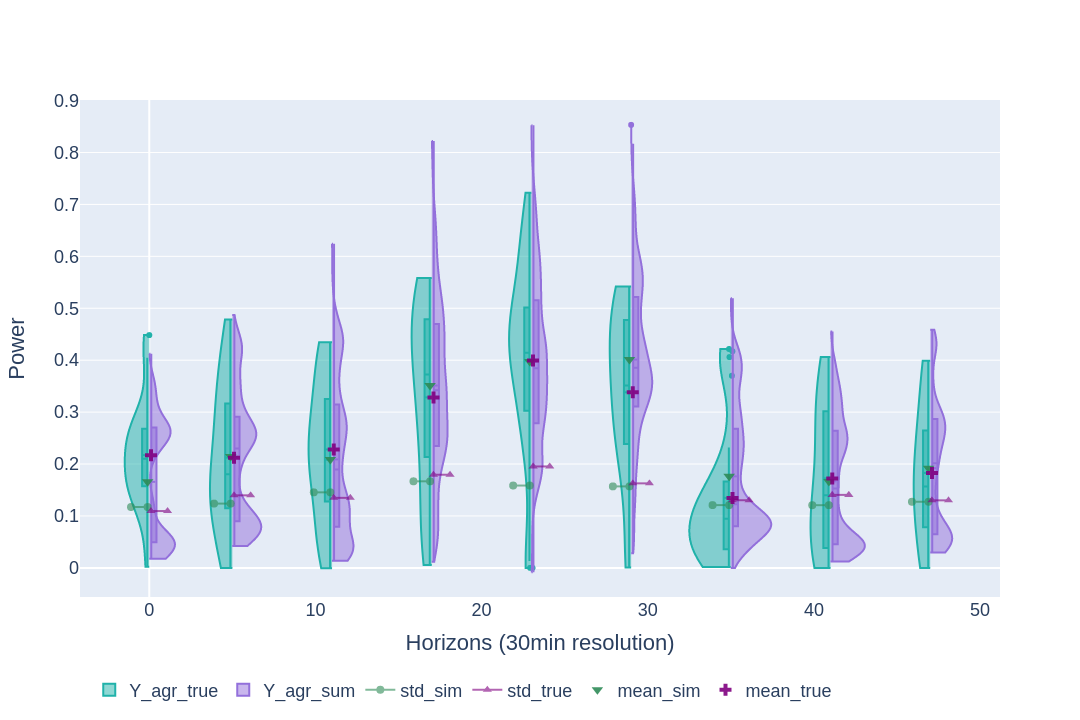 0.9
0.8
0.7
0.6
0.5
0.4
0.3
0.2
0.1
0
Power
0 10 20 30 40 50
Horizons (30min resolution)
Y_agr_true Y_agr_sum std_sim std_true mean_sim mean_true